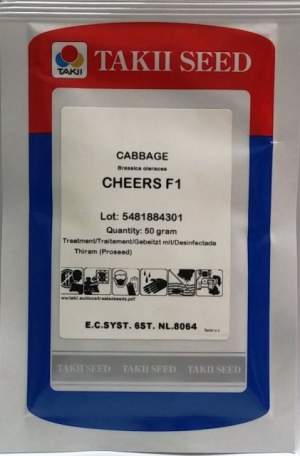 TAKII SEED
TAKII
CABBAGE
Brassica oleracea
CHEERS F1
Lot: 5481884301
Quantity: 50 gram
Treatment/Traitement/Gebeitzt mit/Desinfectada
Thiram (Proseed)
E.C.SYST. 6ST. NL.8064
TAKII SEED TAKII SEED TAKII SEED